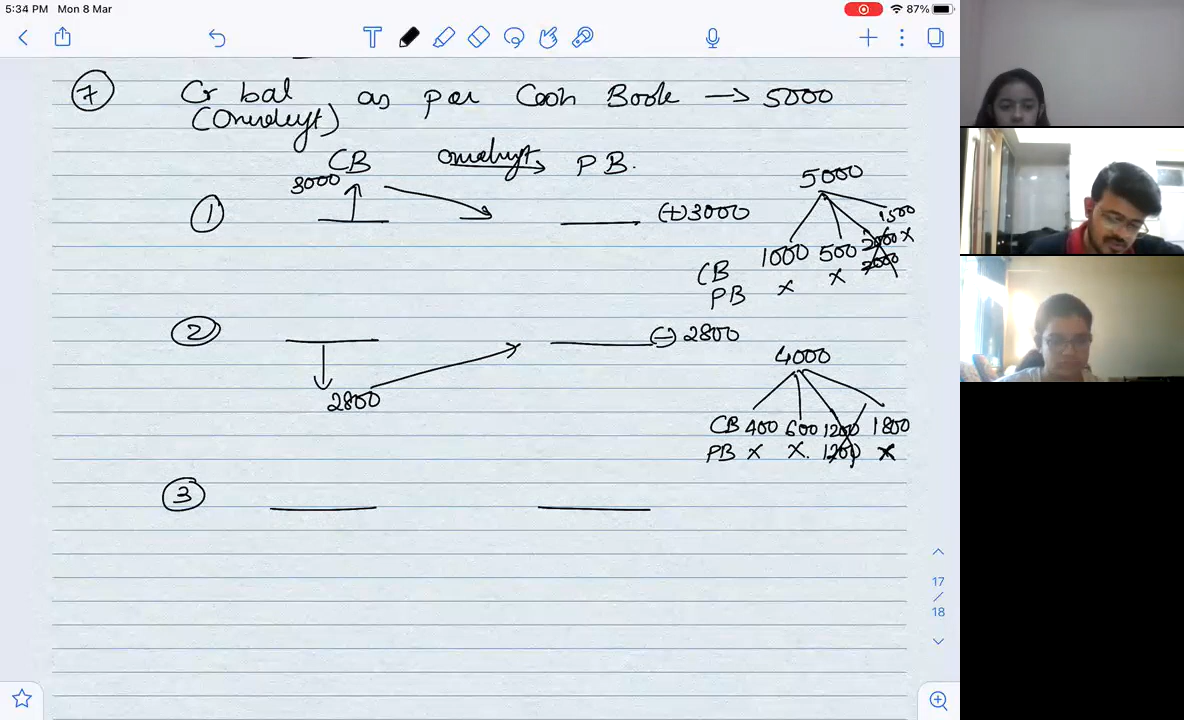 5:34 PM Mon 8 Mar
87%
T
7 Cr bal as per Cash Book → 5000
CB PB.
1 3000 (+) 3000
5000
1000 500 2000 1500
CB
PB x x 2000 x
2 2800 (-) 2800
4000
CB 400 600 1200 1800
PB x x. 1200 x
3
17
/
18